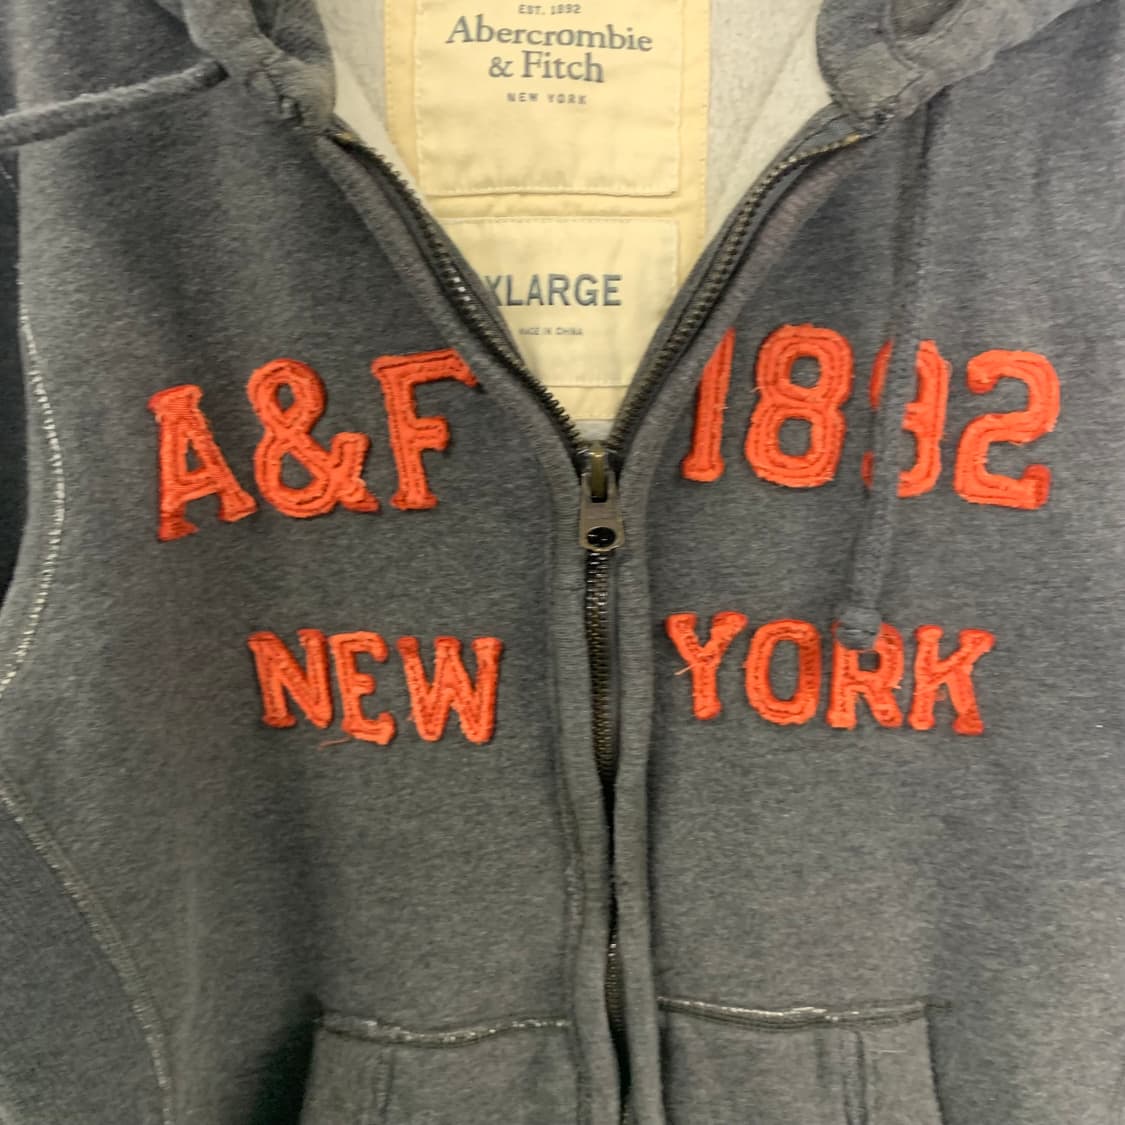 EST. 1892
Abercrombie
& Fitch
NEW YORK
XLARGE
MADE IN CHINA
A&F 1892
NEW YORK